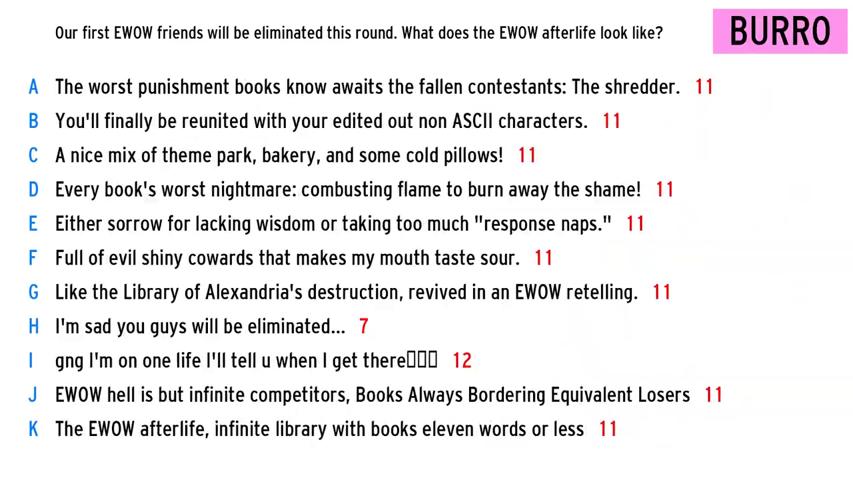 Our first EWOW friends will be eliminated this round. What does the EWOW afterlife look like?
BURRO
A The worst punishment books know awaits the fallen contestants: The shredder. 11
B You'll finally be reunited with your edited out non ASCII characters. 11
C A nice mix of theme park, bakery, and some cold pillows! 11
D Every book's worst nightmare: combusting flame to burn away the shame! 11
E Either sorrow for lacking wisdom or taking too much "response naps." 11
F Full of evil shiny cowards that makes my mouth taste sour. 11
G Like the Library of Alexandria's destruction, revived in an EWOW retelling. 11
H I'm sad you guys will be eliminated... 7
I gng I'm on one life I'll tell u when I get there▯▯▯ 12
J EWOW hell is but infinite competitors, Books Always Bordering Equivalent Losers 11
K The EWOW afterlife, infinite library with books eleven words or less 11